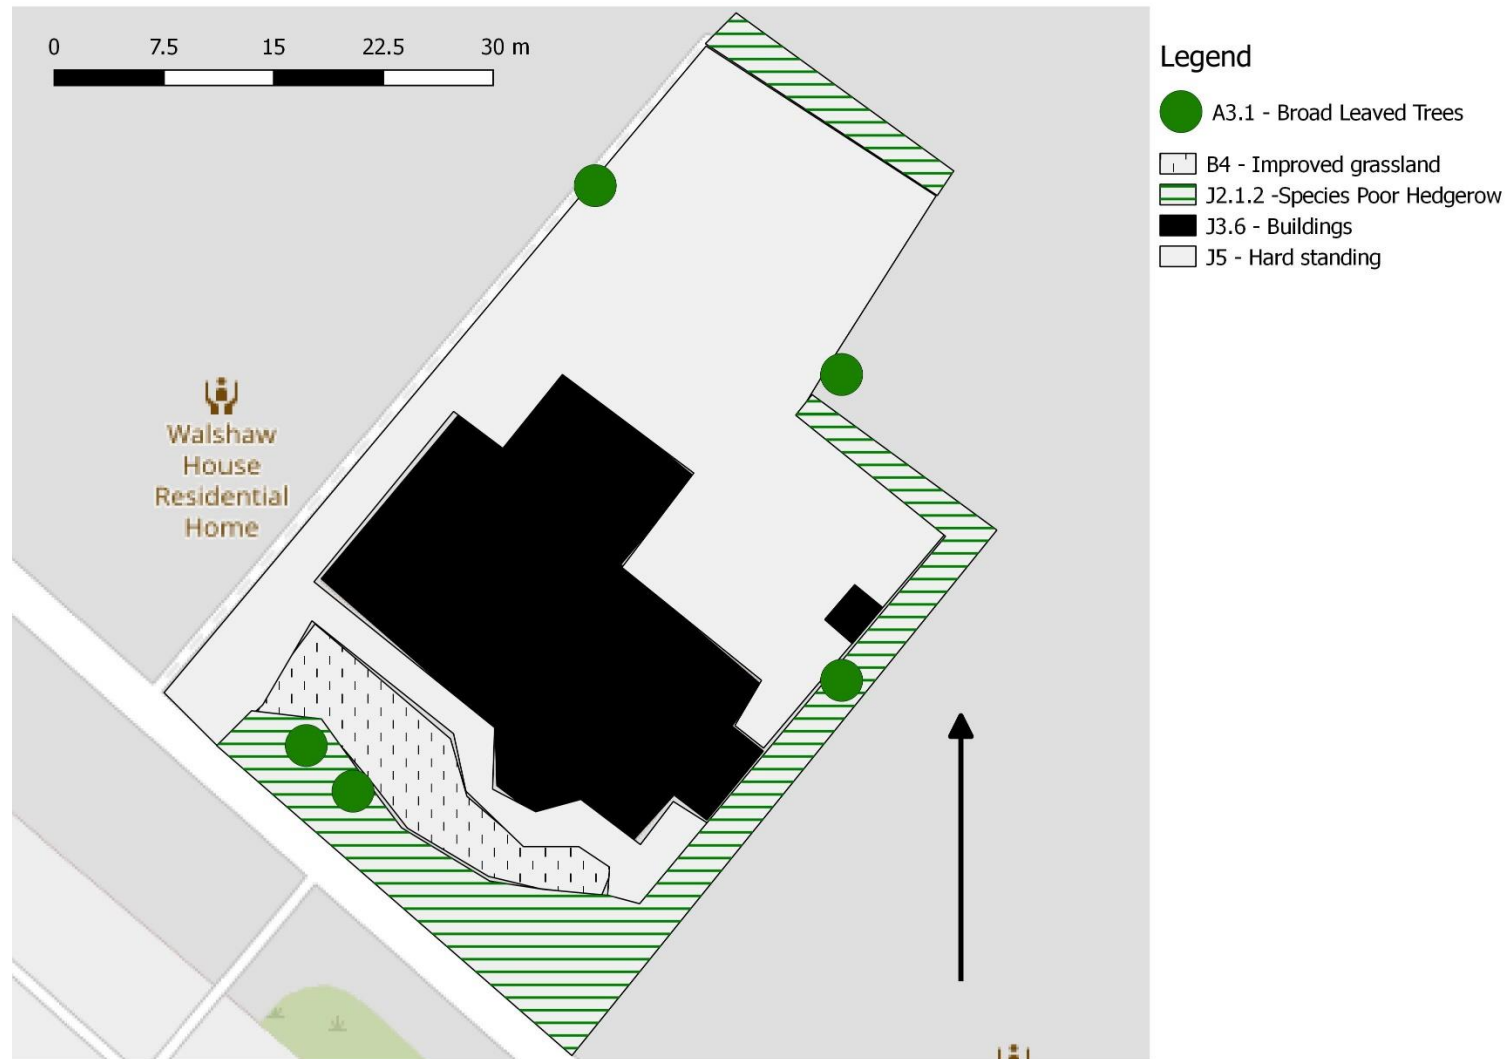 0 7.5 15 22.5 30 m
Walshaw
House
Residential
Home
Legend
A3.1 - Broad Leaved Trees
B4 - Improved grassland
J2.1.2 -Species Poor Hedgerow
J3.6 - Buildings
J5 - Hard standing